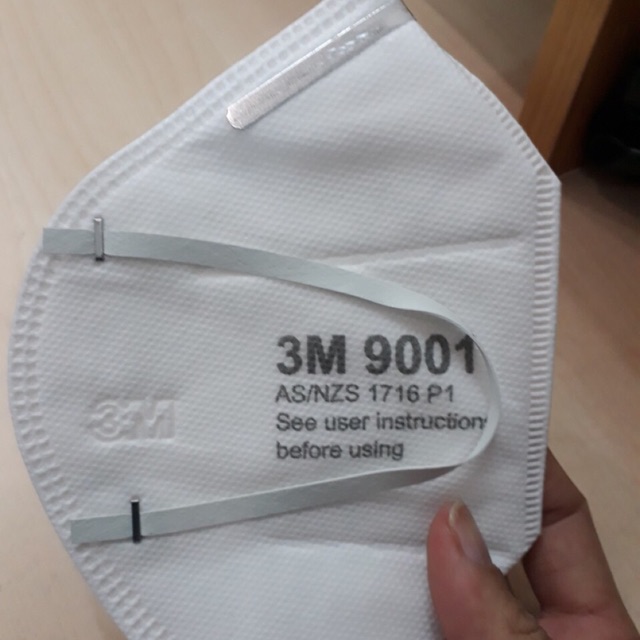 3M 9001
AS/NZS 1716 P1
See user instruction
before using
3M